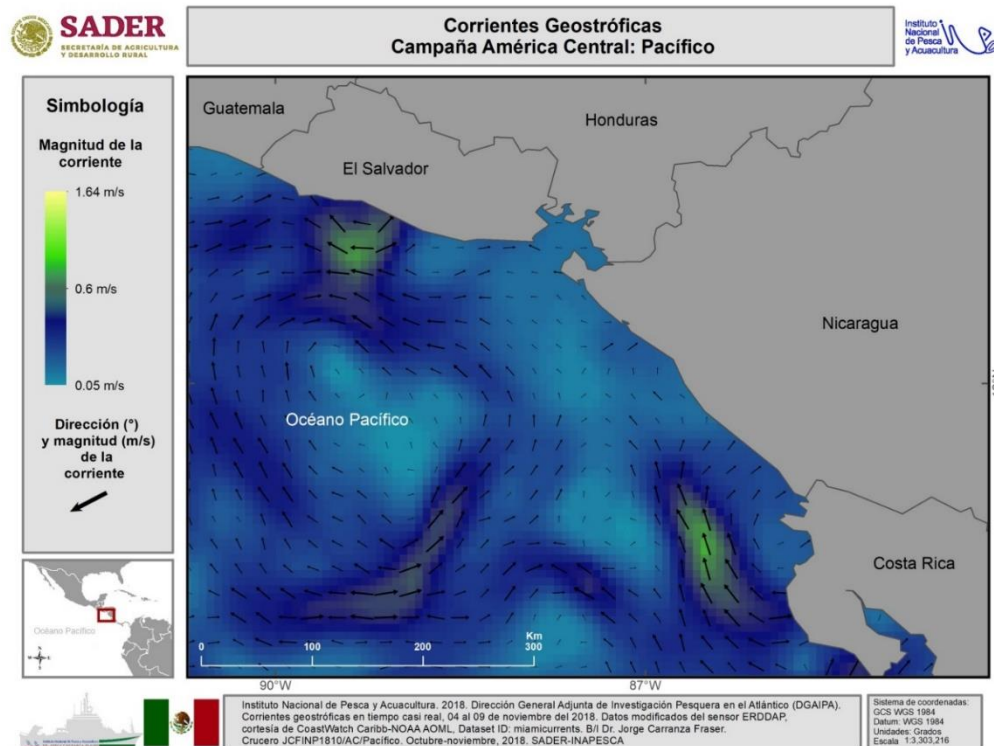 SADER
SECRETARÍA DE AGRICULTURA
Y DESARROLLO RURAL
Corrientes Geostróficas
Campaña América Central: Pacífico
Instituto
Nacional
de Pesca
y Acuacultura
Simbología
Magnitud de la
corriente
1.64 m/s
0.6 m/s
0.05 m/s
Dirección (°)
y magnitud (m/s)
de la
corriente
Guatemala
Honduras
El Salvador
Nicaragua
Océano Pacífico
Costa Rica
Km
0 100 200 300
90°W 87°W
Océano Pacífico
N
W E
S
Instituto Nacional de Pesca y Acuacultura. 2018. Dirección General Adjunta de Investigación Pesquera en el Atlántico (DGAIPA).
Corrientes geostróficas en tiempo casi real, 04 al 09 de noviembre del 2018. Datos modificados del sensor ERDDAP,
cortesía de CoastWatch Caribb-NOAA AOML, Dataset ID: miamicurrents. B/I Dr. Jorge Carranza Fraser.
Crucero JCFINP1810/AC/Pacífico. Octubre-noviembre, 2018. SADER-INAPESCA
Sistema de coordenadas:
GCS WGS 1984
Datum: WGS 1984
Unidades: Grados
Escala 1:3,303,216